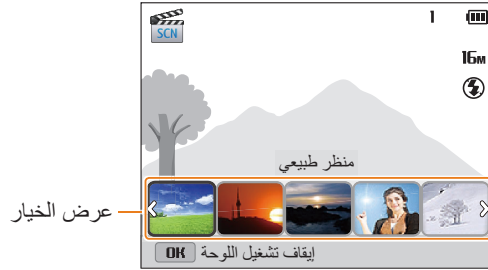 SCN
1
16M
منظر طبيعي
عرض الخيار
OK إيقاف تشغيل اللوحة